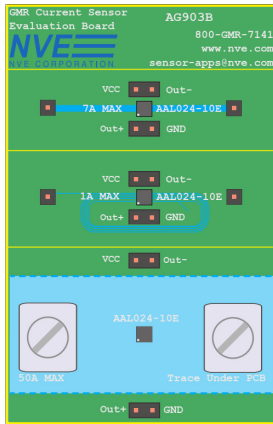 GMR Current Sensor AG903B
Evaluation Board 800-GMR-7141
NVE www.nve.com
NVE CORPORATION sensor-apps@nve.com
VCC Out-
7A MAX AAL024-10E
Out+ GND
VCC Out-
1A MAX AAL024-10E
Out+ GND
VCC Out-
AAL024-10E
50A MAX Trace Under PCB
Out+ GND